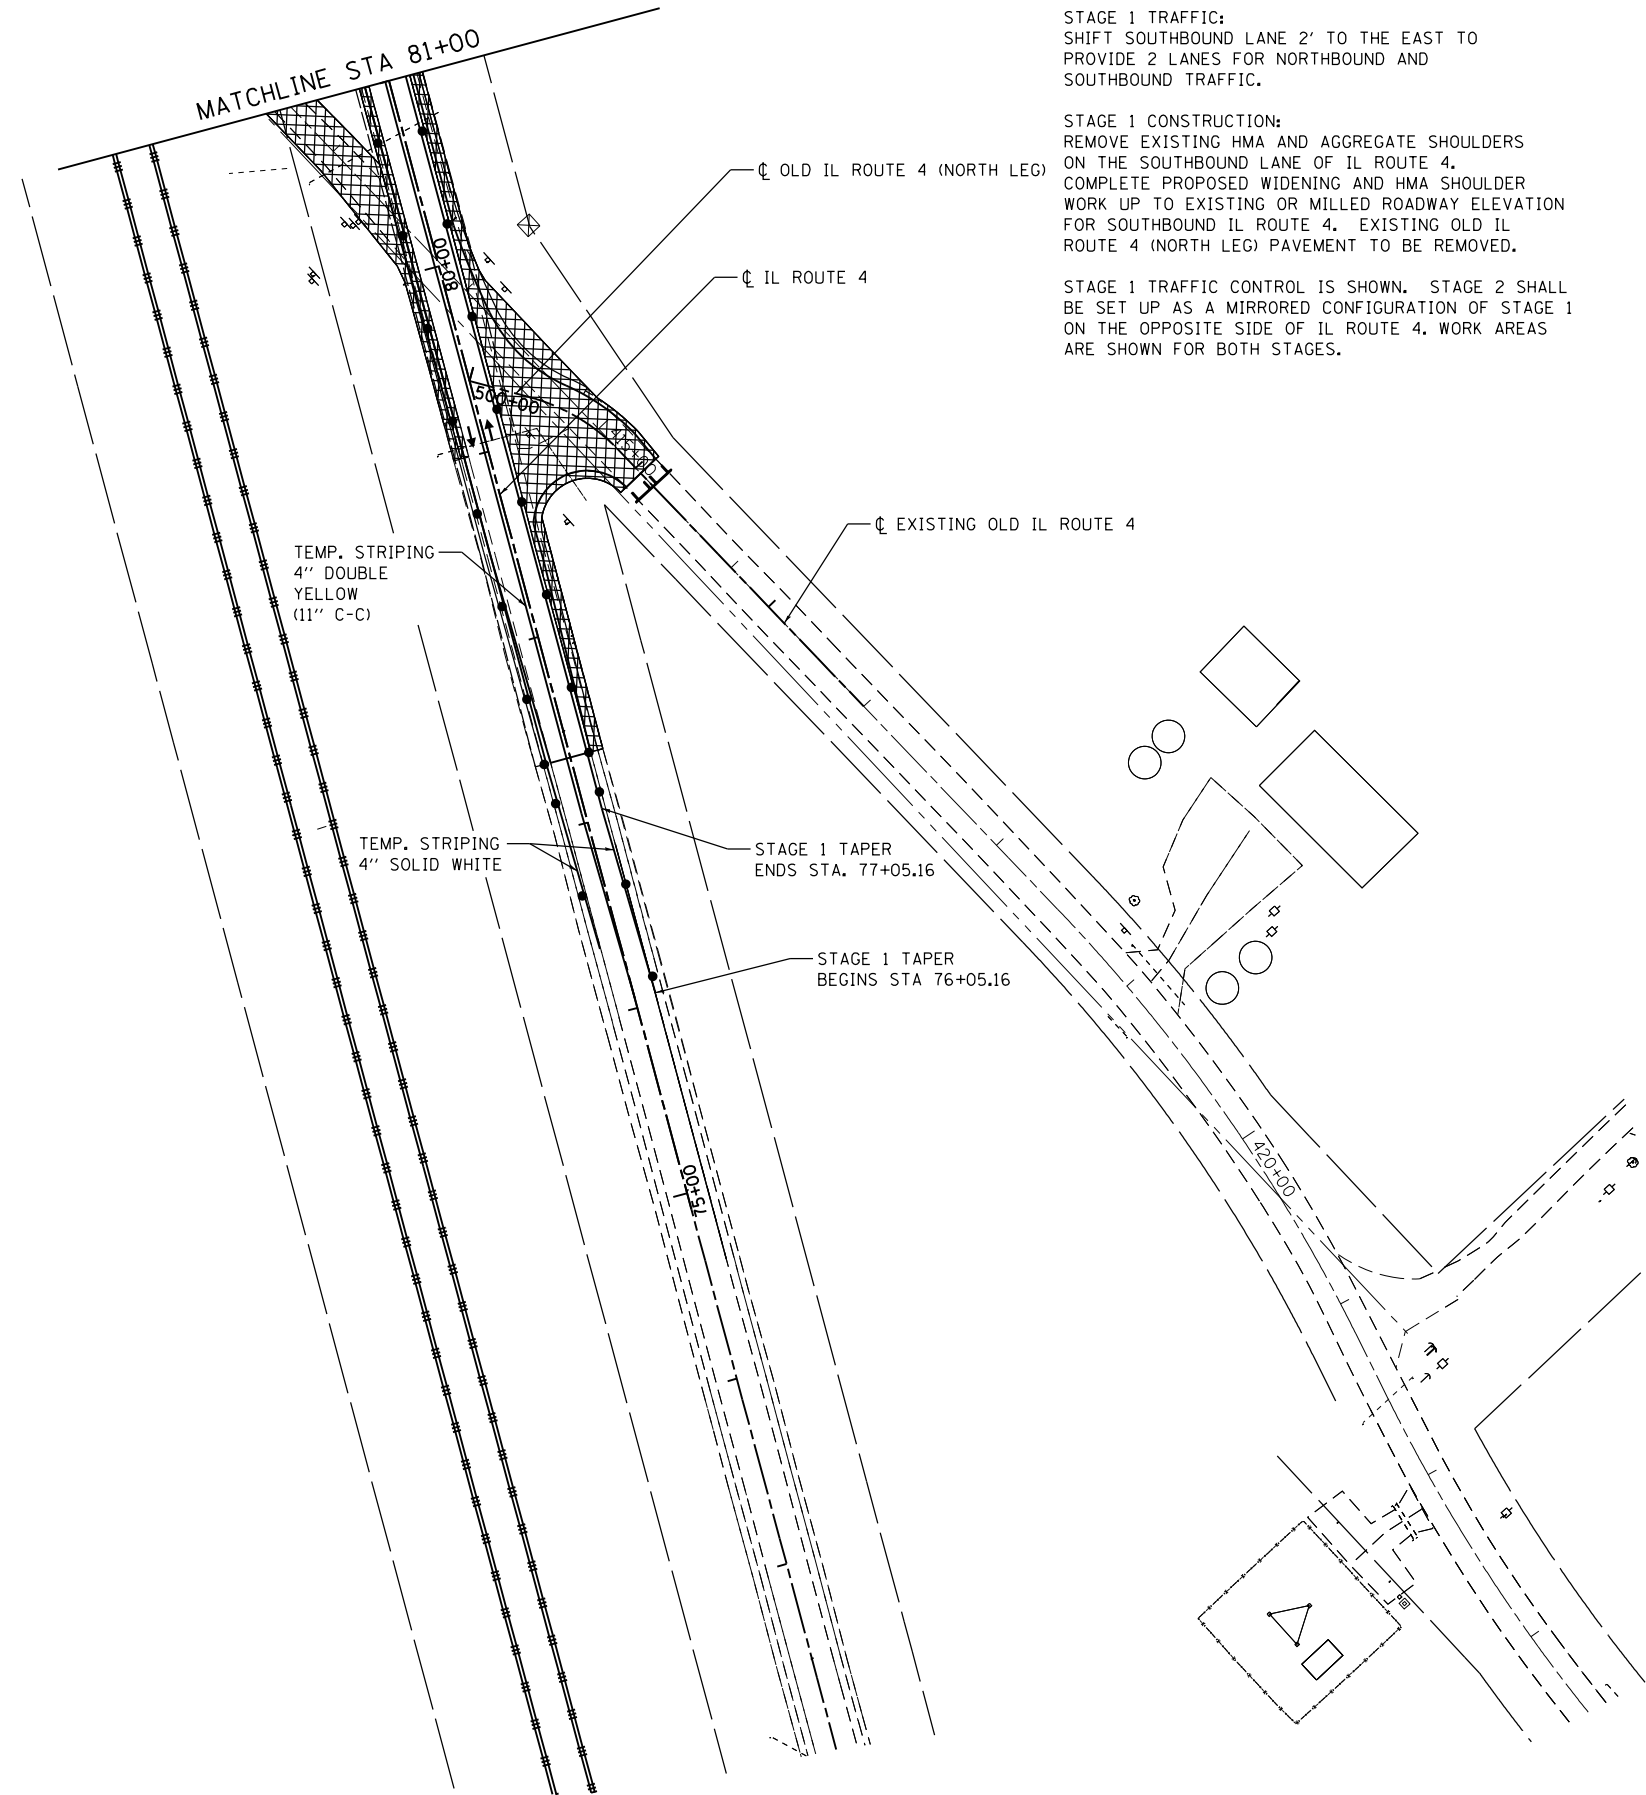 STAGE 1 TRAFFIC:
SHIFT SOUTHBOUND LANE 2' TO THE EAST TO
PROVIDE 2 LANES FOR NORTHBOUND AND
SOUTHBOUND TRAFFIC.
STAGE 1 CONSTRUCTION:
REMOVE EXISTING HMA AND AGGREGATE SHOULDERS
ON THE SOUTHBOUND LANE OF IL ROUTE 4.
COMPLETE PROPOSED WIDENING AND HMA SHOULDER
WORK UP TO EXISTING OR MILLED ROADWAY ELEVATION
FOR SOUTHBOUND IL ROUTE 4. EXISTING OLD IL
ROUTE 4 (NORTH LEG) PAVEMENT TO BE REMOVED.
STAGE 1 TRAFFIC CONTROL IS SHOWN. STAGE 2 SHALL
BE SET UP AS A MIRRORED CONFIGURATION OF STAGE 1
ON THE OPPOSITE SIDE OF IL ROUTE 4. WORK AREAS
ARE SHOWN FOR BOTH STAGES.
MATCHLINE STA 81+00
℄ OLD IL ROUTE 4 (NORTH LEG)
80+00
℄ IL ROUTE 4
500+00
℄ EXISTING OLD IL ROUTE 4
TEMP. STRIPING
4'' DOUBLE
YELLOW
(11'' C-C)
TEMP. STRIPING
4'' SOLID WHITE
STAGE 1 TAPER
ENDS STA. 77+05.16
STAGE 1 TAPER
BEGINS STA 76+05.16
75+00
420+00